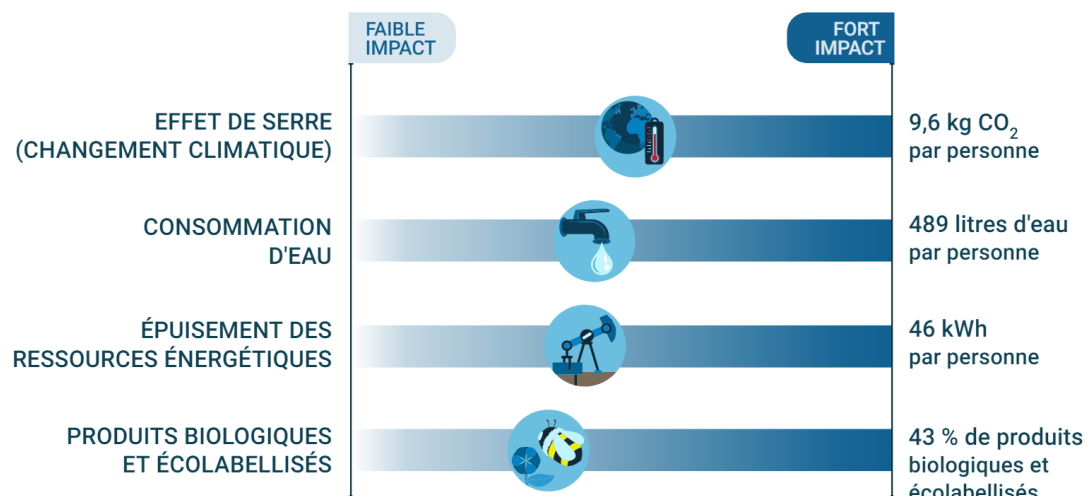 FAIBLE
IMPACT
FORT
IMPACT
EFFET DE SERRE
(CHANGEMENT CLIMATIQUE)
9,6 kg CO₂
par personne
CONSOMMATION
D'EAU
489 litres d'eau
par personne
ÉPUISEMENT DES
RESSOURCES ÉNERGÉTIQUES
46 kWh
par personne
PRODUITS BIOLOGIQUES
ET ÉCOLABELLISÉS
43 % de produits
biologiques et
écolabellisés